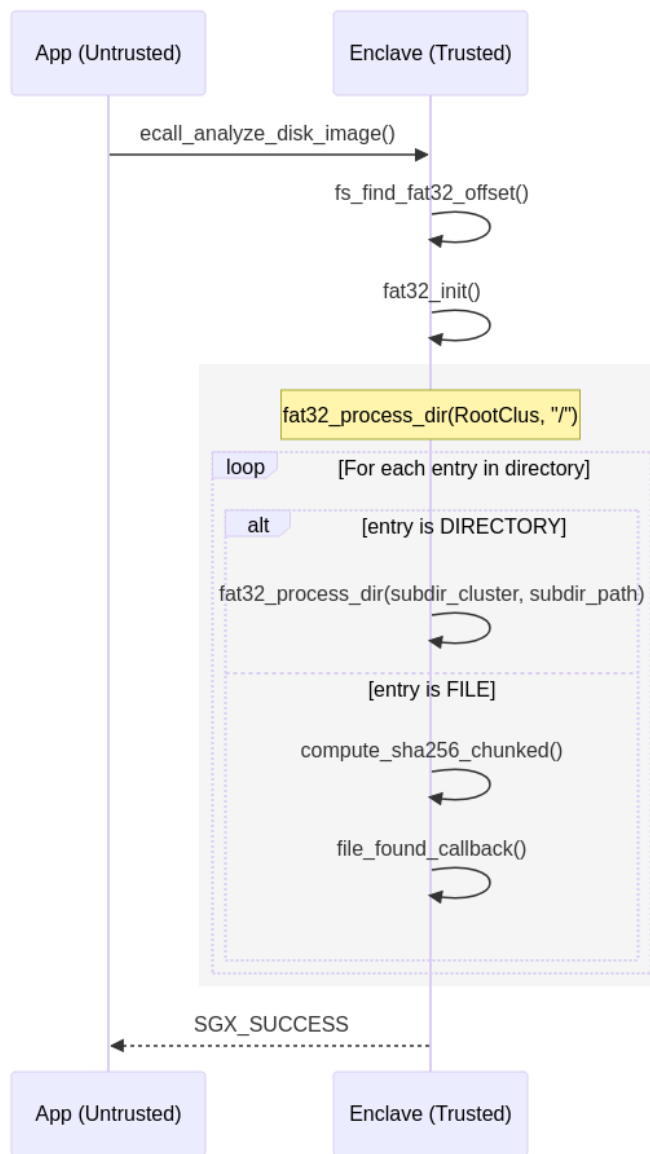 App (Untrusted)
Enclave (Trusted)
ecall_analyze_disk_image()
fs_find_fat32_offset()
fat32_init()
fat32_process_dir(RootClus, "/")
loop
[For each entry in directory]
alt
[entry is DIRECTORY]
fat32_process_dir(subdir_cluster, subdir_path)
[entry is FILE]
compute_sha256_chunked()
file_found_callback()
SGX_SUCCESS
App (Untrusted)
Enclave (Trusted)